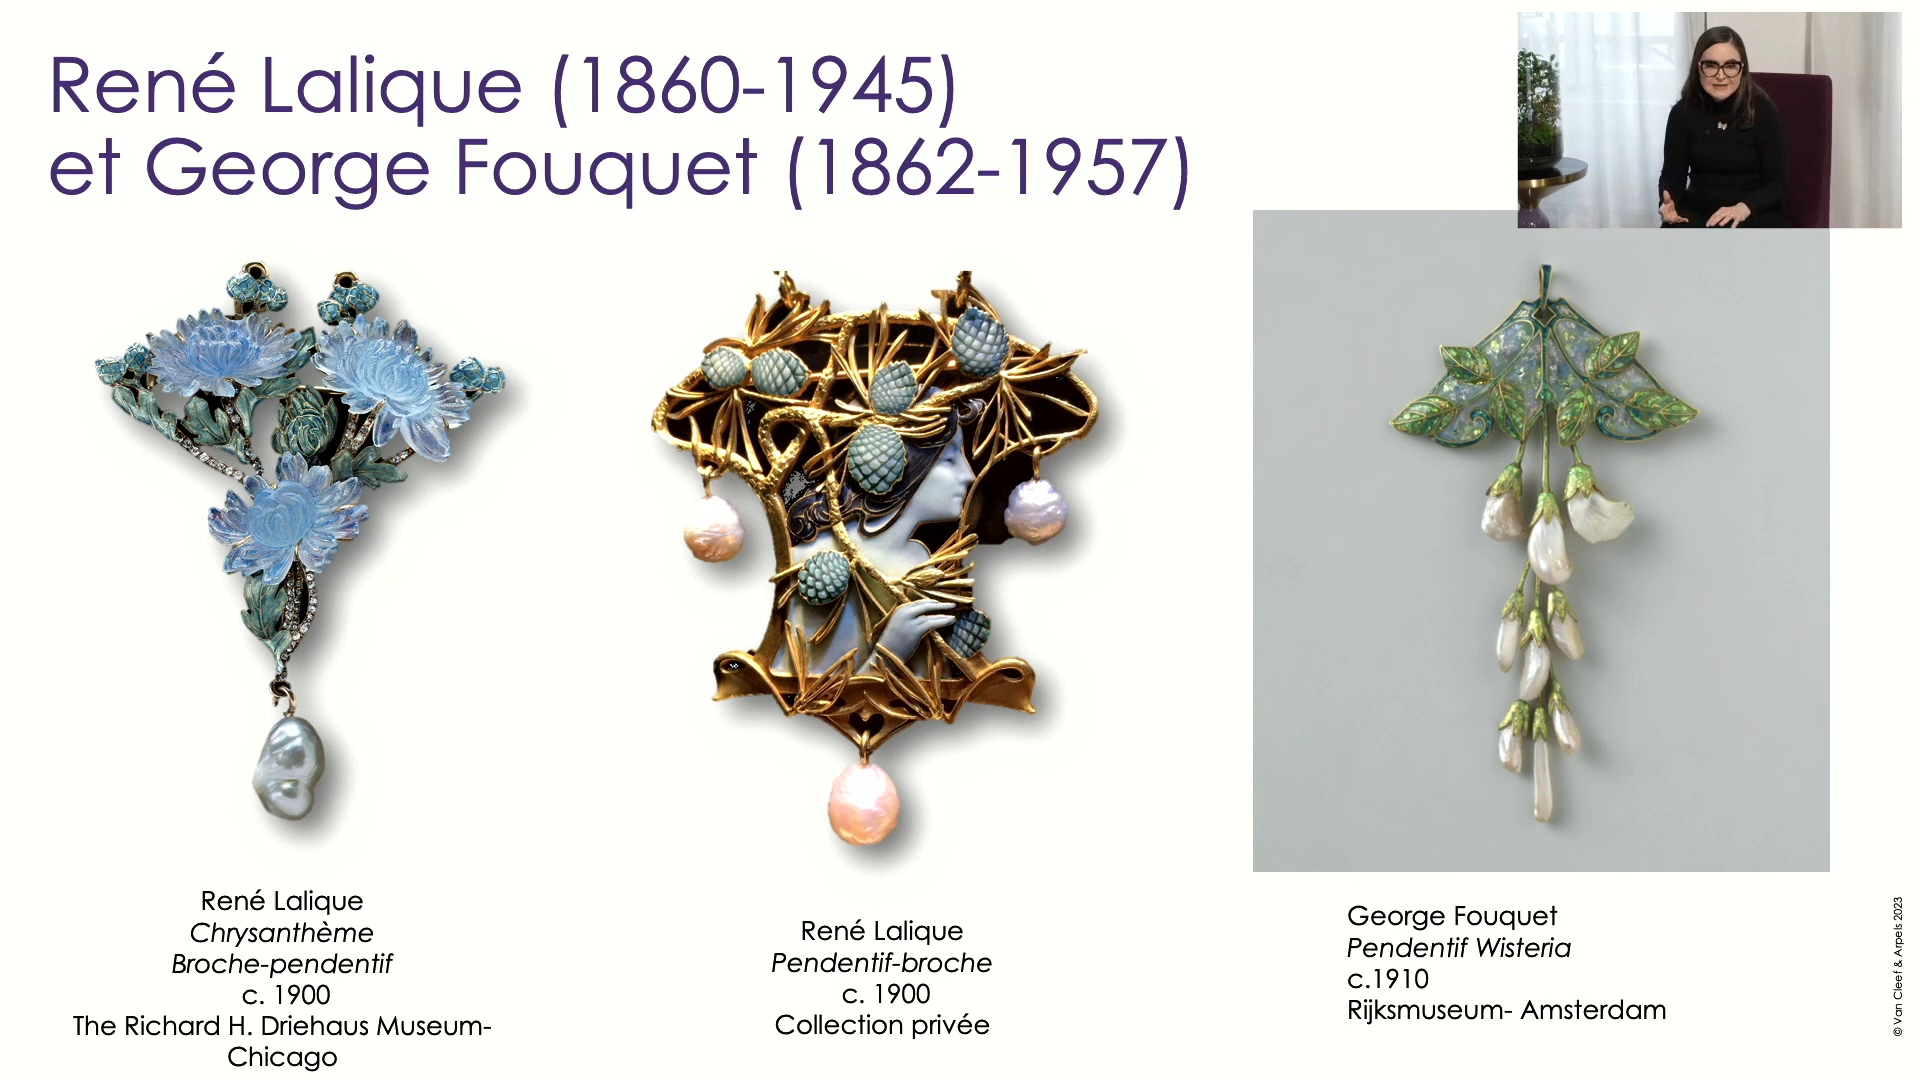 René Lalique (1860-1945)
et George Fouquet (1862-1957)
René Lalique
Chrysanthème
Broche-pendentif
c. 1900
The Richard H. Driehaus Museum-
Chicago
René Lalique
Pendentif-broche
c. 1900
Collection privée
George Fouquet
Pendentif Wisteria
c.1910
Rijksmuseum- Amsterdam
© Van Cleef & Arpels 2023